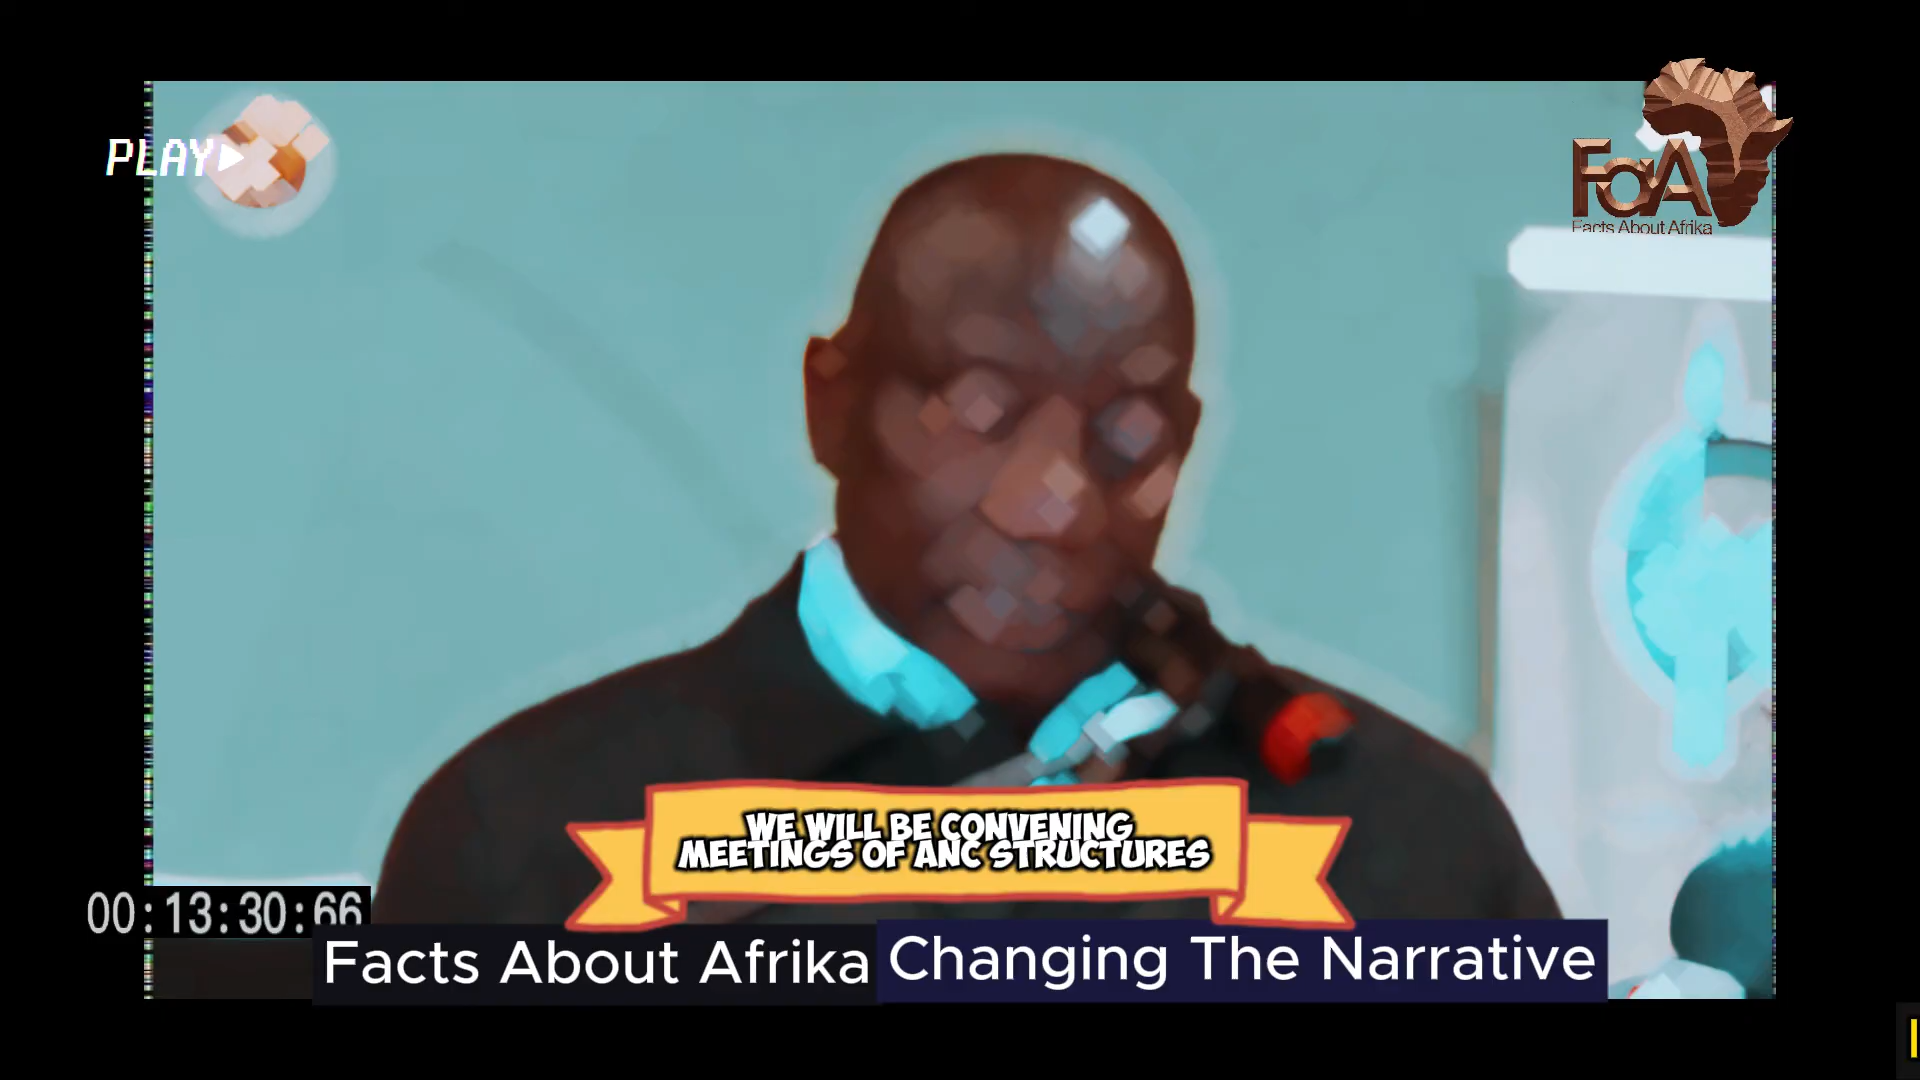 PLAY
FaA
Facts About Afrika
WE WILL BE CONVENING
MEETINGS OF ANC STRUCTURES
00:13:30:66
Facts About Afrika
Changing The Narrative